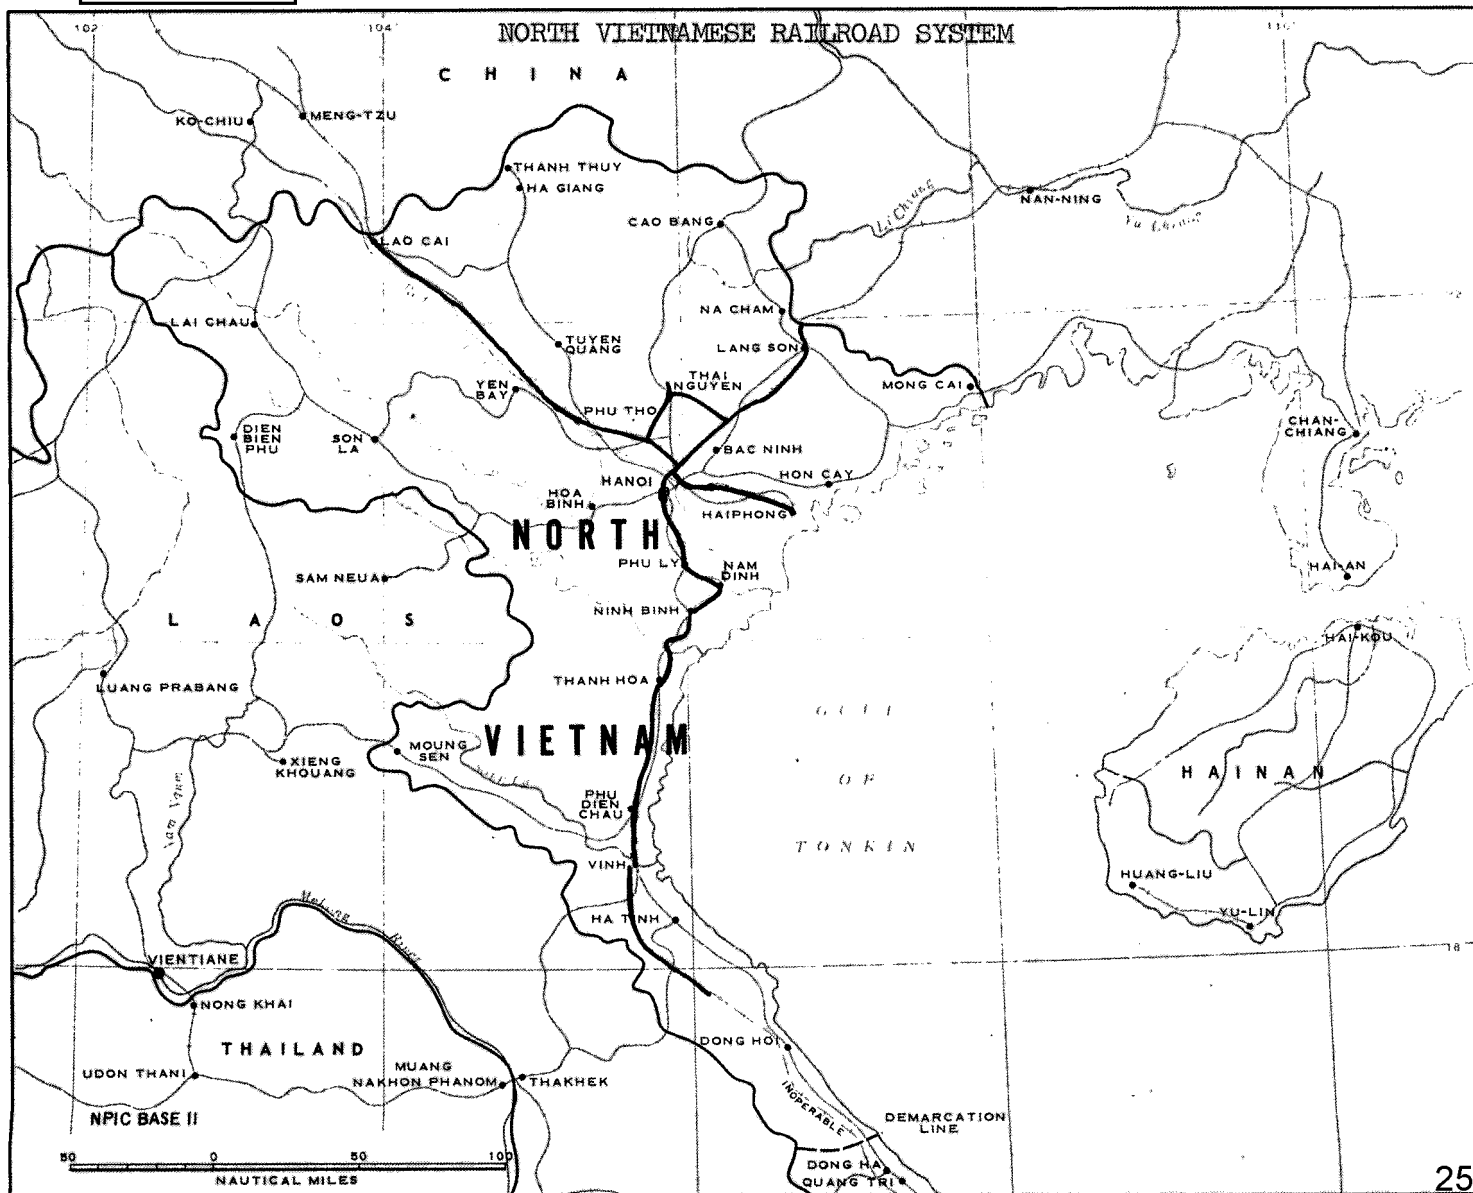 NORTH VIETNAMESE RAILROAD SYSTEM
102
104
CHINA
KO-CHIU
MENG-TZU
THANH THUY
HA GIANG
CAO BANG
Li Chiang
NAN-NING
LAO CAI
LAI CHAU
NA CHAM
LANG SON
TUYEN
QUANG
THAI
NGUYEN
YEN
BAY
PHU THO
MONG CAI
CHAN-
CHIANG
DIEN
BIEN
PHU
SON
LA
BAC NINH
HANOI
HON CAY
HOA
BINH
HAIPHONG
NORTH
PHU LY
NAM
DINH
SAM NEUA
HAI-AN
NINH BINH
LAOS
HAI-KOU
LUANG PRABANG
THANH HOA
GULF
OF
TONKIN
VIETNAM
MOUNG
SEN
XIENG
KHOUANG
HAINAN
PHU
DIEN
CHAU
VINH
HUANG-LIU
YU-LIN
HA TINH
Mekong
River
18
VIENTIANE
NONG KHAI
THAILAND
DONG HOI
UDON THANI
MUANG
NAKHON PHANOM
THAKHEK
INOPERABLE
DEMARCATION
LINE
NPIC BASE II
50 0 100
NAUTICAL MILES
DONG HA
QUANG TRI
25